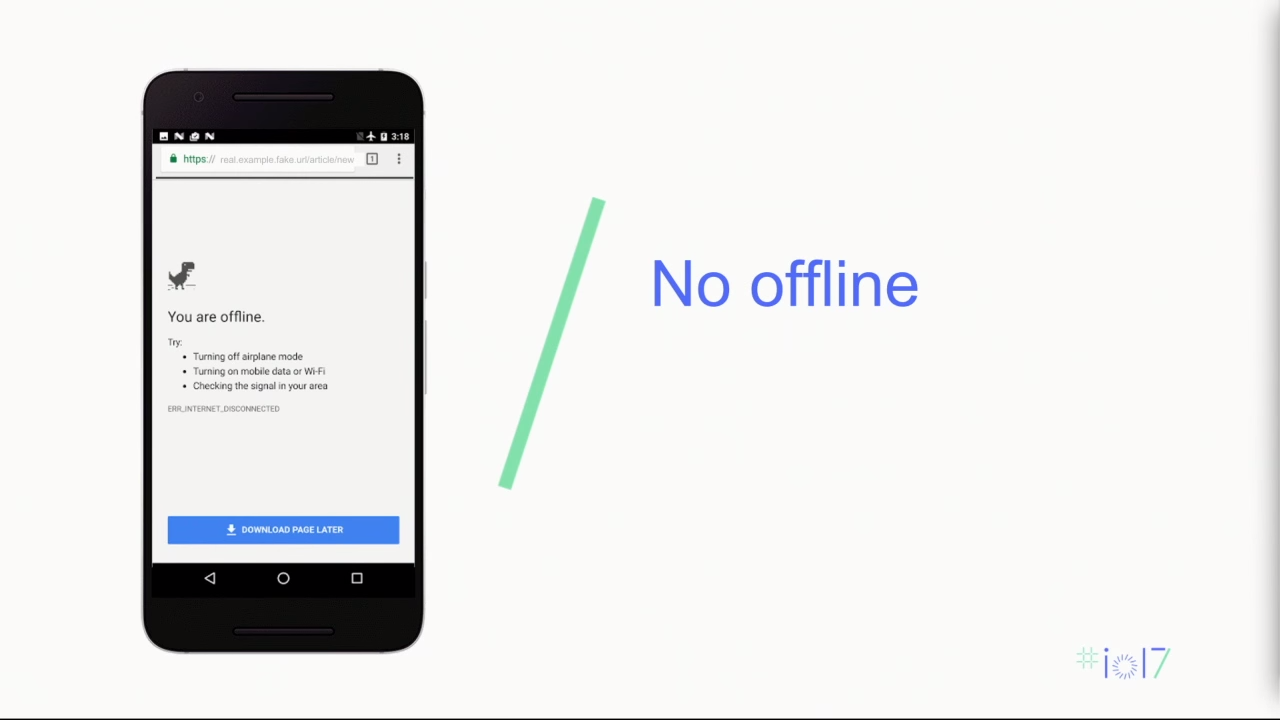 3:18
https:// real.example.fake.url/article/new
1
You are offline.
Try:
• Turning off airplane mode
• Turning on mobile data or Wi-Fi
• Checking the signal in your area
ERR_INTERNET_DISCONNECTED
DOWNLOAD PAGE LATER
No offline
#io17